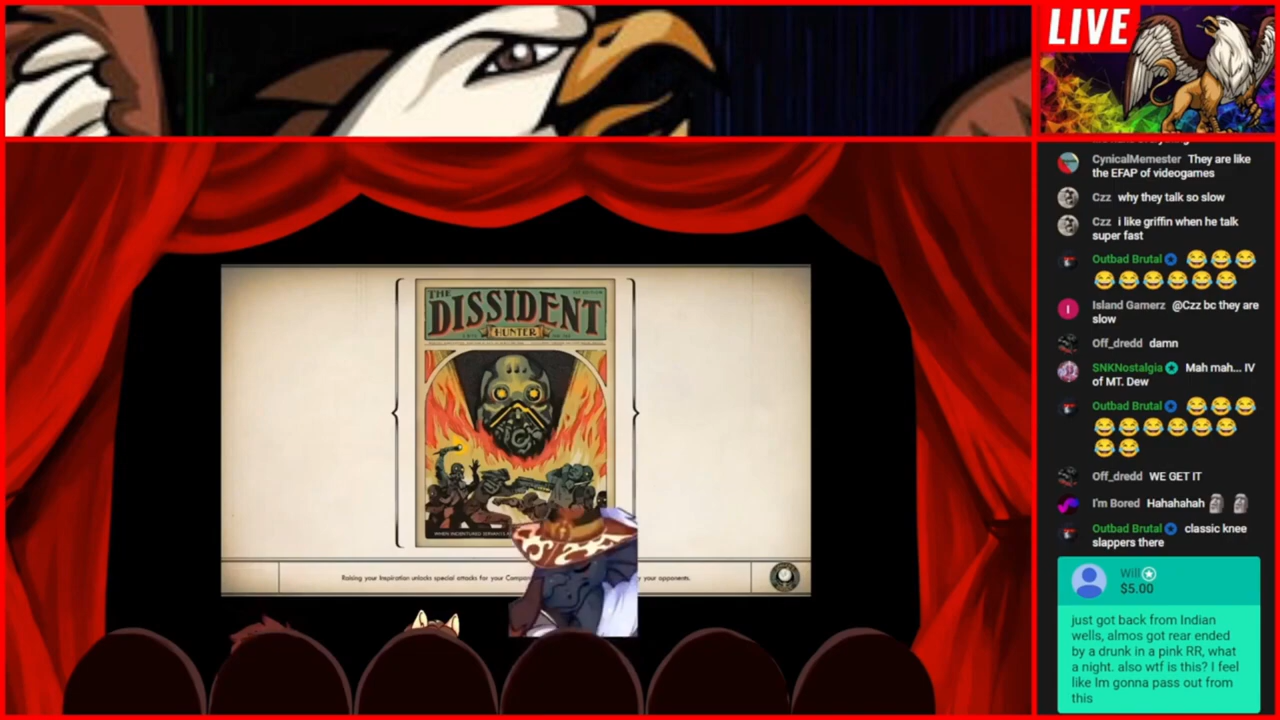 LIVE
CynicalMemester They are like
the EFAP of videogames
Czz why they talk so slow
Czz i like griffin when he talk
super fast
Outbad Brutal
Island Gamerz @Czz bc they are
slow
Off_dredd damn
SNKNostalgia Mah mah... IV
of MT. Dew
Outbad Brutal
Off_dredd WE GET IT
I'm Bored Hahahahah
Outbad Brutal classic knee
slappers there
Will
$5.00
just got back from Indian
wells, almos got rear ended
by a drunk in a pink RR, what
a night. also wtf is this? I feel
like Im gonna pass out from
this
THE
DISSIDENT
HUNTER
WHEN INDENTURED SERVANTS
Raising your Inspiration unlocks special attacks for your
your opponents.